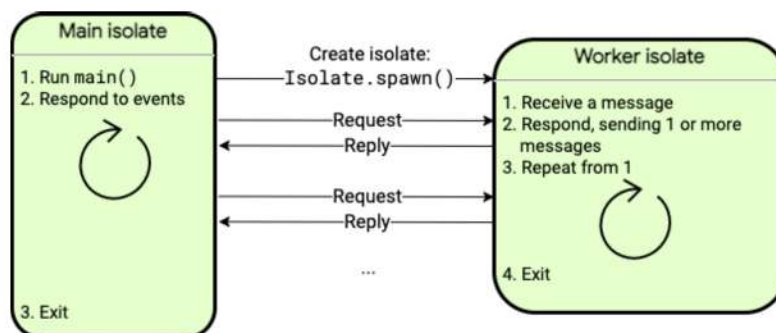 Main isolate
1. Run main()
2. Respond to events
3. Exit
Create isolate:
Isolate.spawn()
Request
Reply
Request
Reply
...
Worker isolate
1. Receive a message
2. Respond, sending 1 or more
messages
3. Repeat from 1
4. Exit